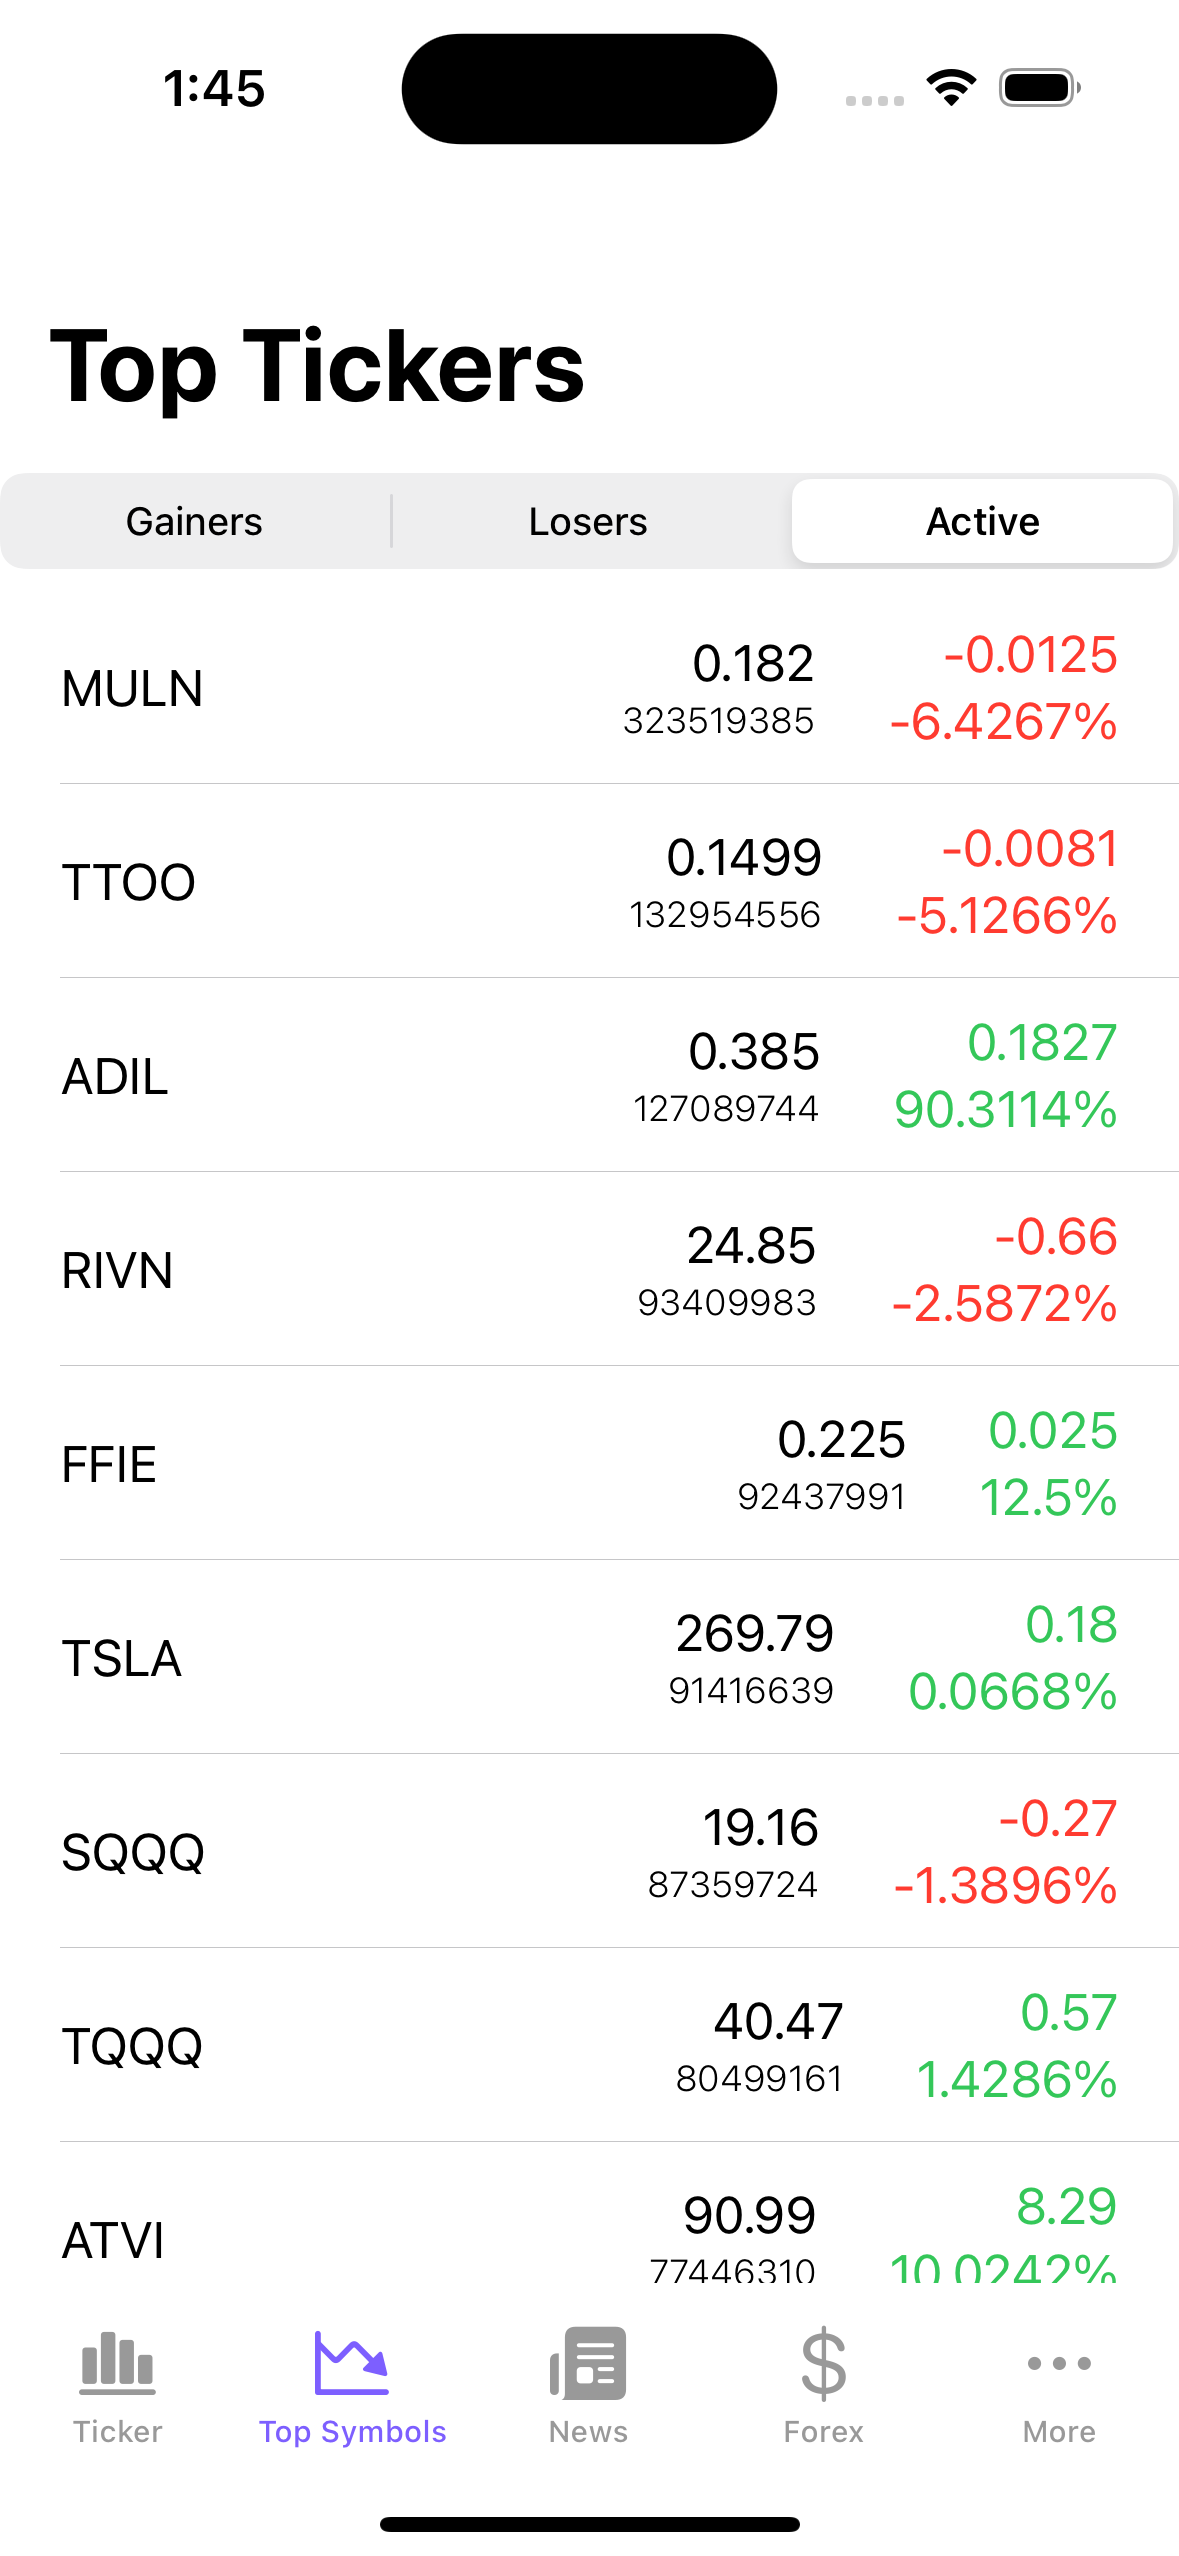 1:45
Top Tickers
Gainers Losers Active
MULN 0.182 -0.0125
323519385 -6.4267%
TTOO 0.1499 -0.0081
132954556 -5.1266%
ADIL 0.385 0.1827
127089744 90.3114%
RIVN 24.85 -0.66
93409983 -2.5872%
FFIE 0.225 0.025
92437991 12.5%
TSLA 269.79 0.18
91416639 0.0668%
SQQQ 19.16 -0.27
87359724 -1.3896%
TQQQ 40.47 0.57
80499161 1.4286%
ATVI 90.99 8.29
77446310 10.0242%
Ticker Top Symbols News Forex More